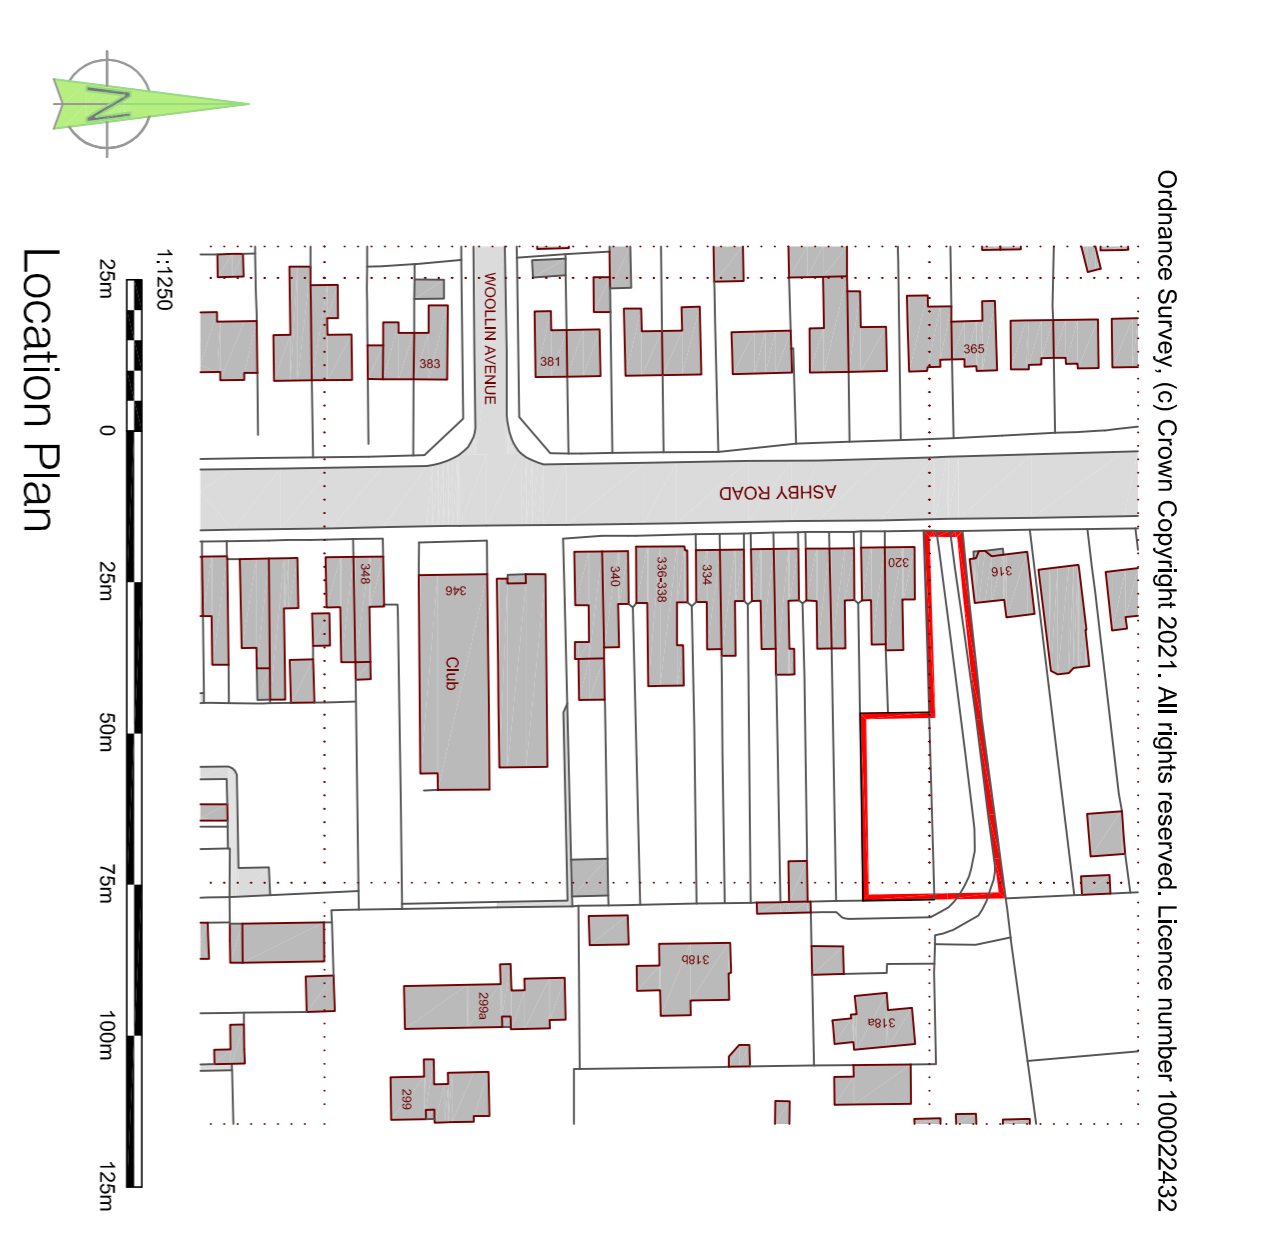 Ordnance Survey, (c) Crown Copyright 2021. All rights reserved. Licence number 100022432
N
1:1250
25m
0
25m
50m
75m
100m
125m
Location Plan
WOOLLIN AVENUE
ASHBY ROAD
383
381
365
348
346
Club
340
336-338
334
320
316
318b
318a
299a
299